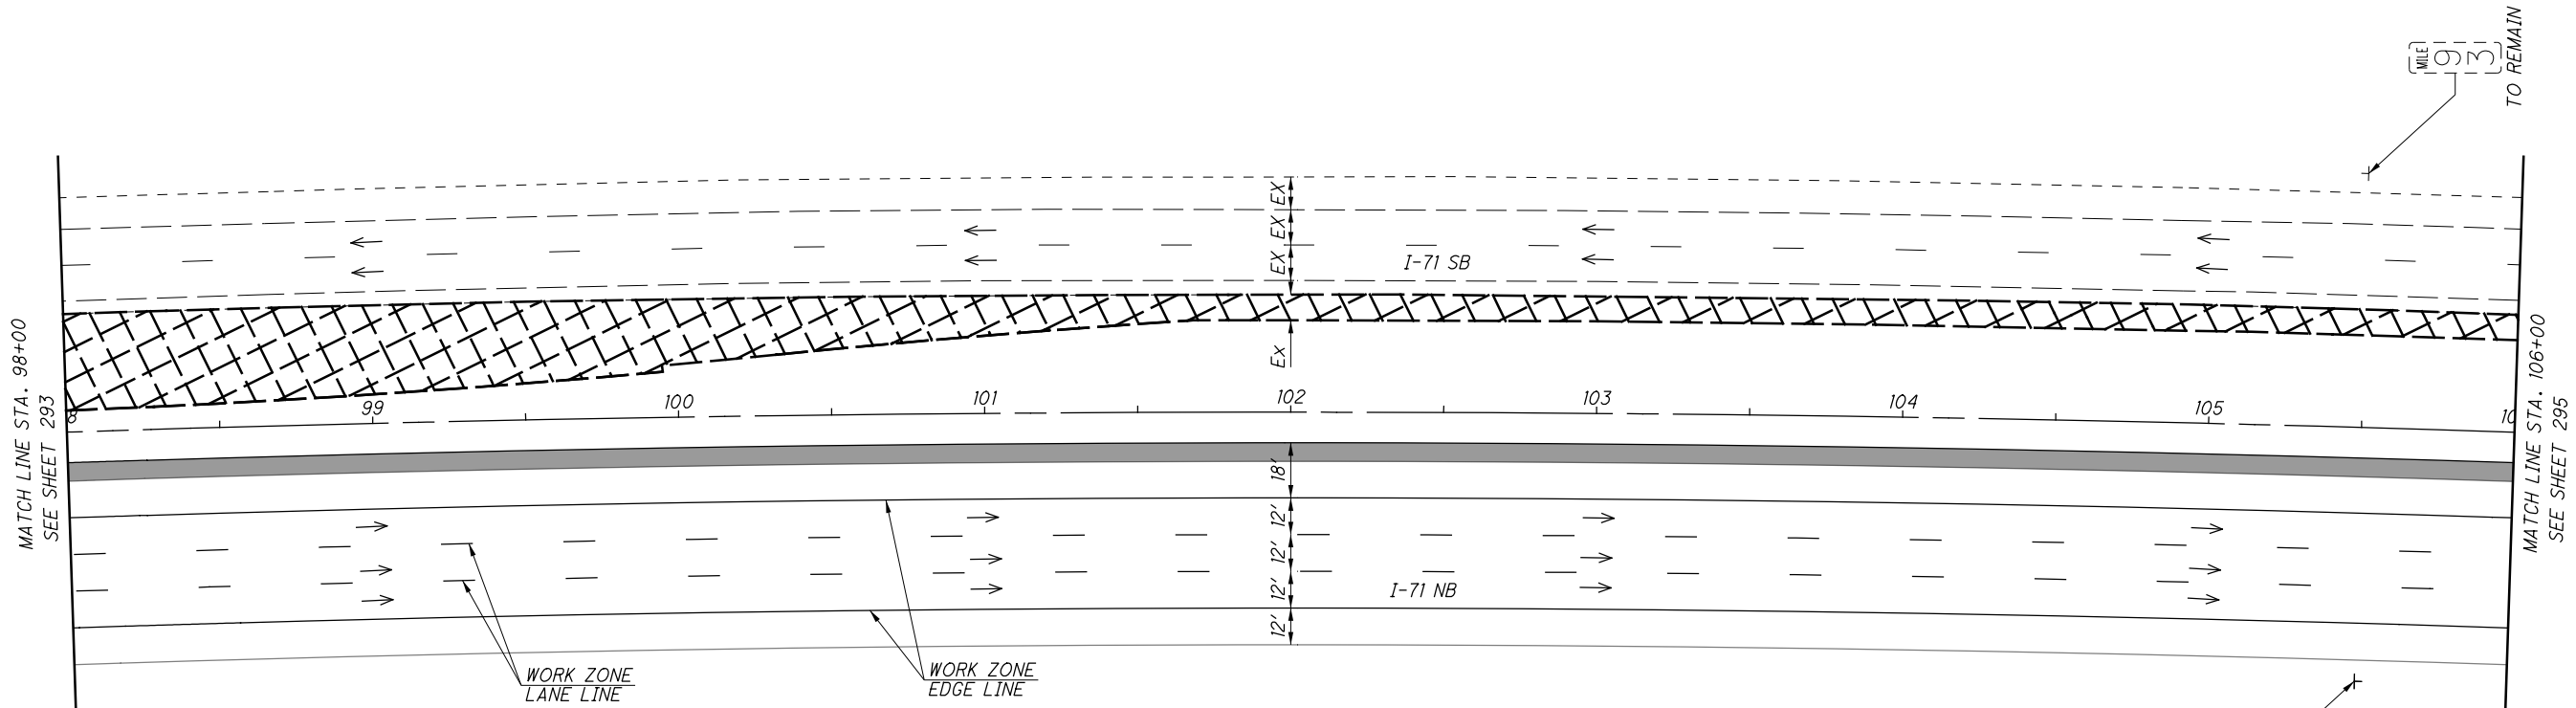 MILE
9
3
TO REMAIN
MATCH LINE STA. 98+00
SEE SHEET 293
EX
EX
EX
I-71 SB
Ex
8
99
100
101
102
103
104
105
10
MATCH LINE STA. 106+00
SEE SHEET 295
18'
12'
12'
12'
12'
I-71 NB
WORK ZONE
LANE LINE
WORK ZONE
EDGE LINE